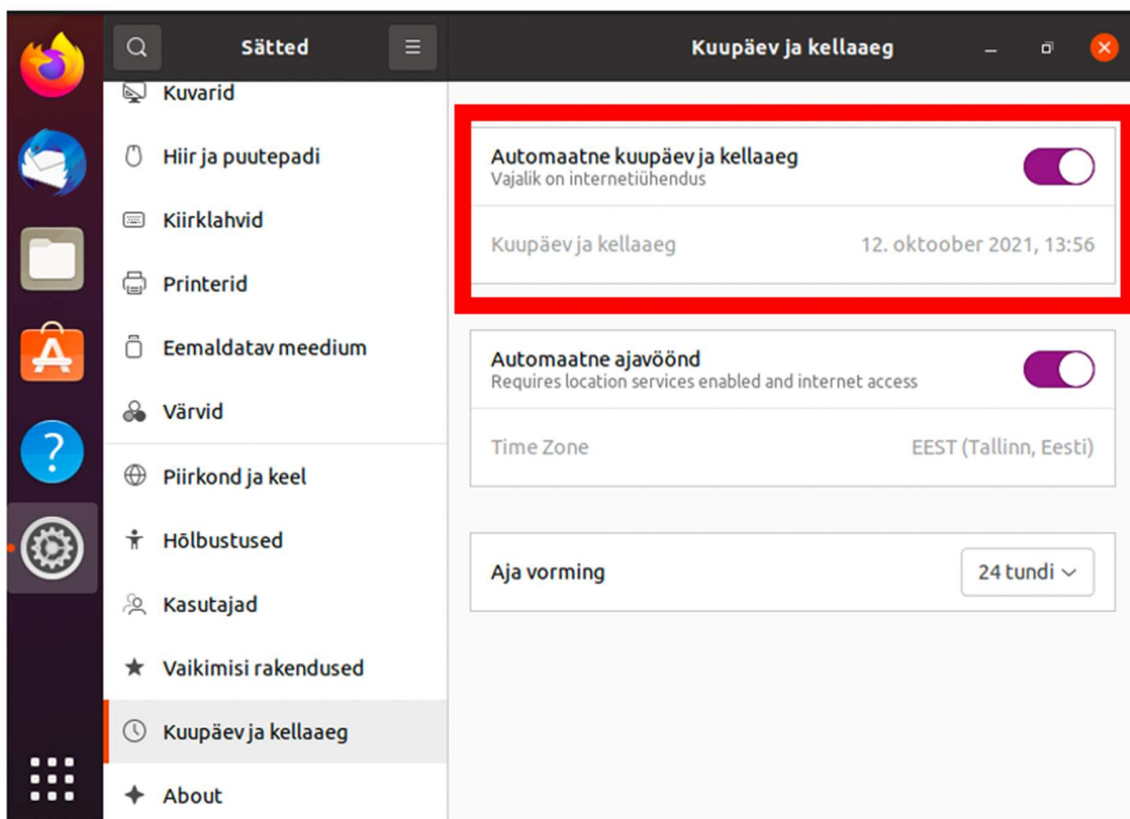 Sätted
Kuupäev ja kellaaeg
Kuvarid
Hiir ja puutepadi
Kiirklahvid
Printerid
Eemaldatav meedium
Värvid
Piirkond ja keel
Hõlbustused
Kasutajad
Vaikimisi rakendused
Kuupäev ja kellaaeg
About
Automaatne kuupäev ja kellaaeg
Vajalik on internetiühendus
Kuupäev ja kellaaeg 12. oktoober 2021, 13:56
Automaatne ajavöönd
Requires location services enabled and internet access
Time Zone EEST (Tallinn, Eesti)
Aja vorming 24 tundi